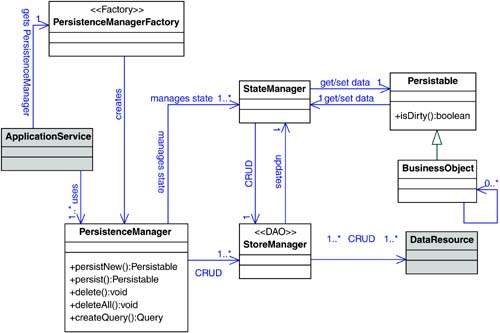 <<Factory>>
PersistenceManagerFactory
1
gets PersistenceManager
ApplicationService
creates
1..* uses
manages state 1..*
manages state
StateManager
get/set data 1
1 get/set data
Persistable
+isDirty():boolean
BusinessObject
0..*
CRUD
1
1
updates
PersistenceManager
+persistNew():Persistable
+persist():Persistable
+delete():void
+deleteAll():void
+createQuery():Query
1..*
CRUD
<<DAO>>
StoreManager
1..* CRUD 1..*
DataResource